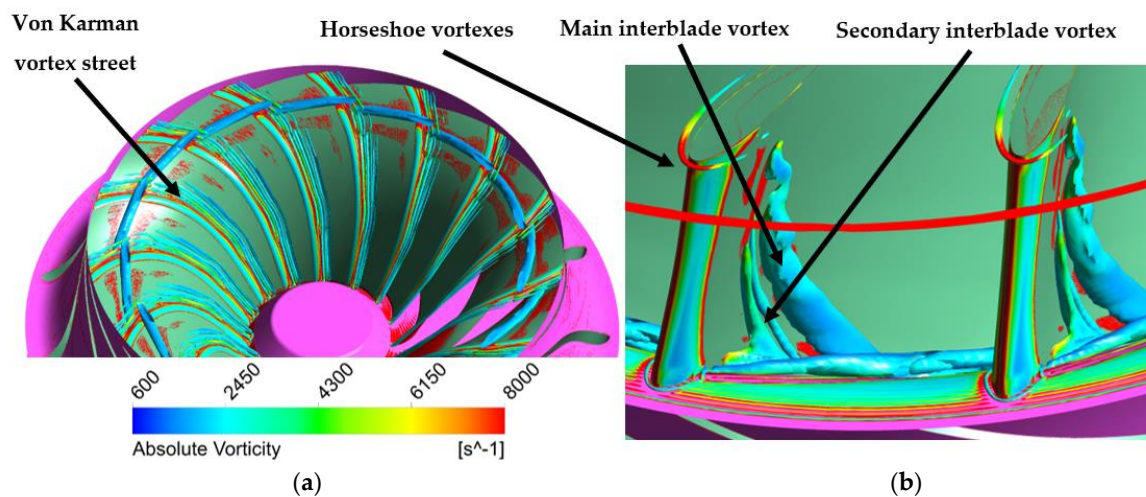 Von Karman
vortex street
Horseshoe vortexes
Main interblade vortex
Secondary interblade vortex
600
2450
4300
6150
8000
Absolute Vorticity
[s^-1]
(a)
(b)